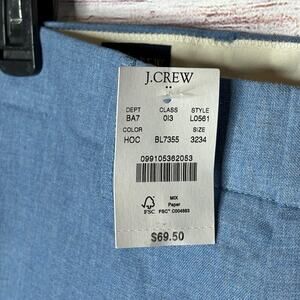 J.CREW
DEPT CLASS STYLE
BA7 013 L0561
COLOR SIZE
HOC BL7355 3234
099105362053
FSC
MIX
Paper
FSC® C004593
$69.50